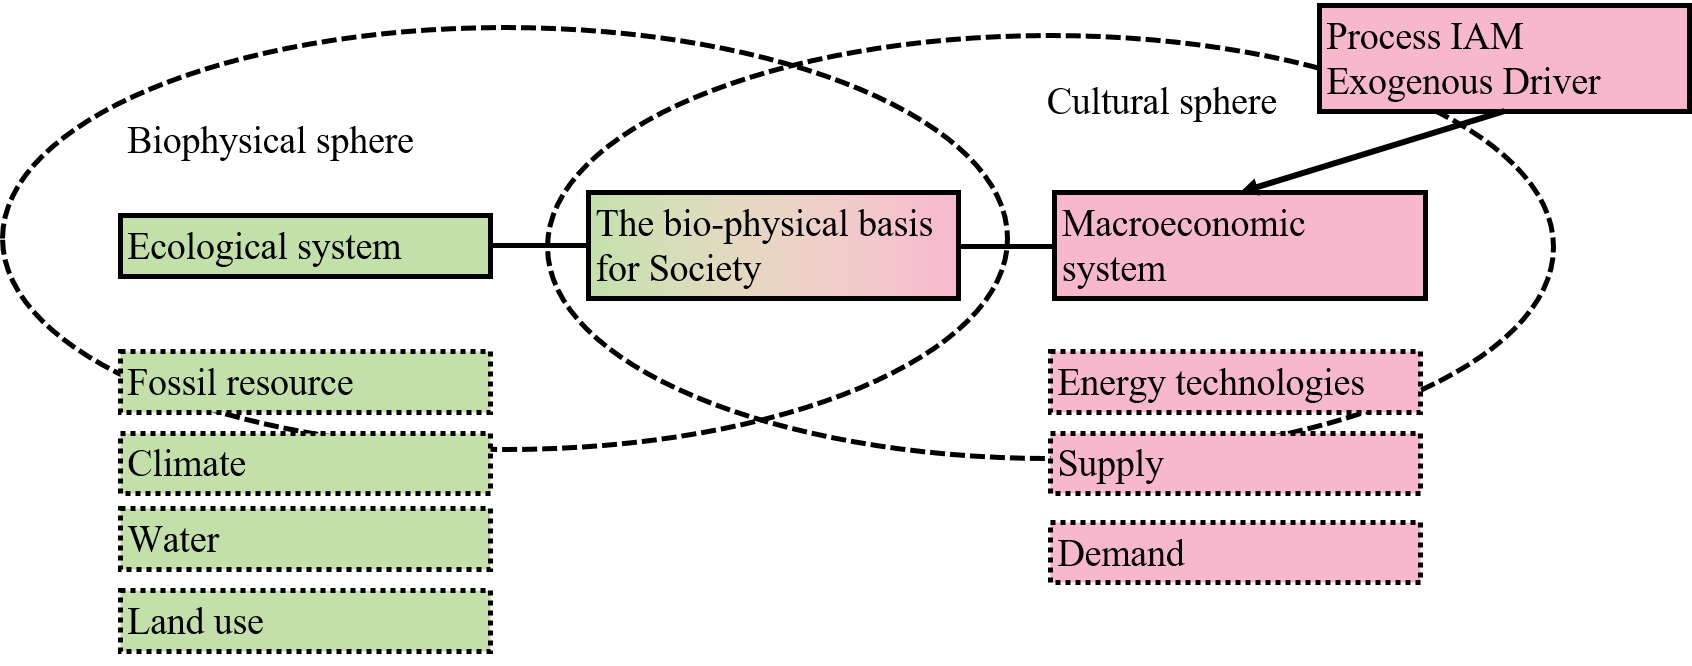 Process IAM
Exogenous Driver
Cultural sphere
Biophysical sphere
Ecological system
The bio-physical basis
for Society
Macroeconomic
system
Fossil resource
Climate
Water
Land use
Energy technologies
Supply
Demand